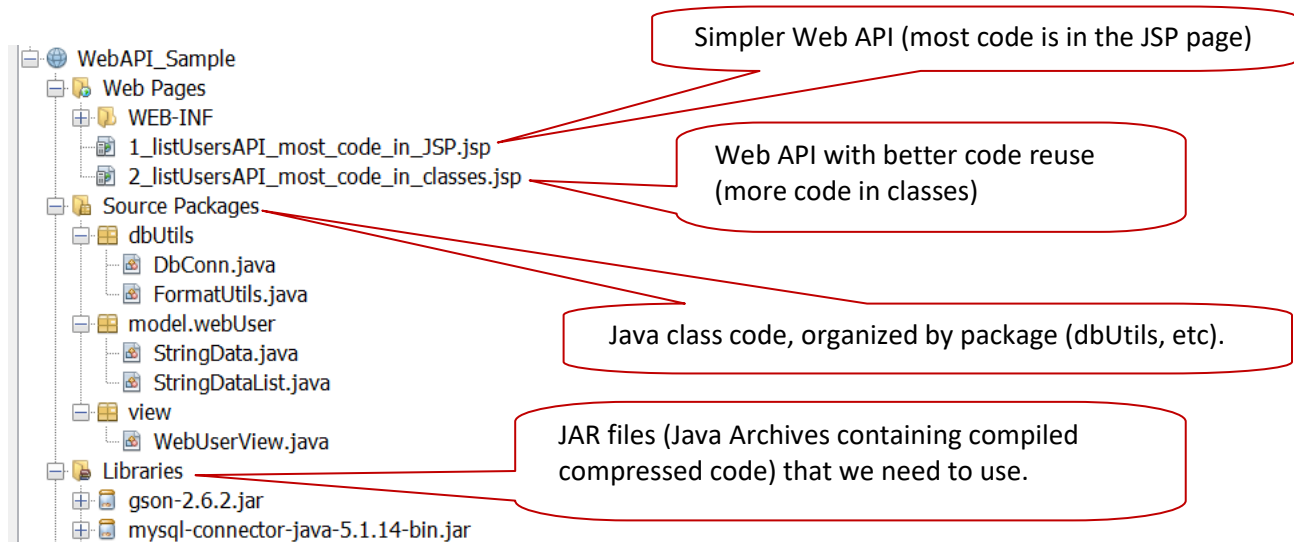 Simpler Web API (most code is in the JSP page)
WebAPI_Sample
Web Pages
WEB-INF
1_listUsersAPI_most_code_in_JSP.jsp
2_listUsersAPI_most_code_in_classes.jsp
Web API with better code reuse
(more code in classes)
Source Packages
dbUtils
DbConn.java
FormatUtils.java
model.webUser
StringData.java
StringDataList.java
Java class code, organized by package (dbUtils, etc).
view
WebUserView.java
Libraries
JAR files (Java Archives containing compiled
compressed code) that we need to use.
gson-2.6.2.jar
mysql-connector-java-5.1.14-bin.jar